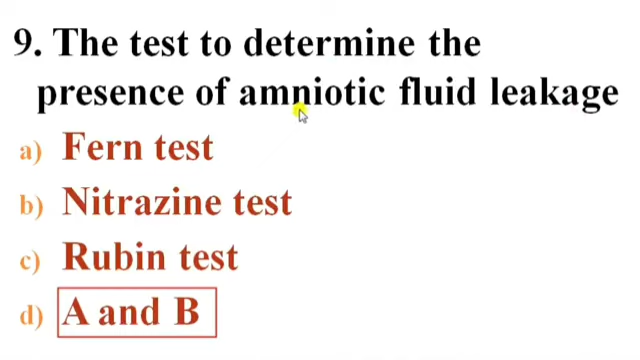 9. The test to determine the
presence of amniotic fluid leakage
a) Fern test
b) Nitrazine test
c) Rubin test
d) A and B